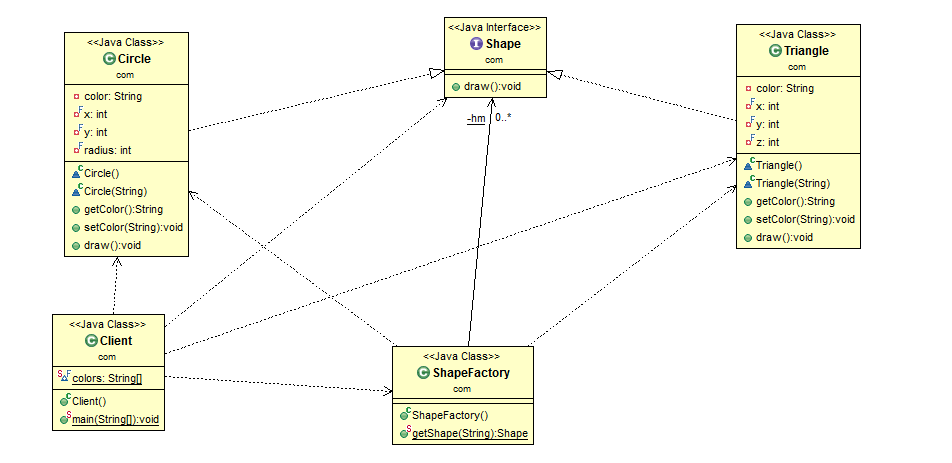 <<Java Class>>
Circle
com
color: String
x: int
y: int
radius: int
Circle()
Circle(String)
getColor():String
setColor(String):void
draw():void
<<Java Interface>>
Shape
com
draw():void
-hm 0..*
<<Java Class>>
Triangle
com
color: String
x: int
y: int
z: int
Triangle()
Triangle(String)
getColor():String
setColor(String):void
draw():void
<<Java Class>>
Client
com
colors: String[]
Client()
main(String[]):void
<<Java Class>>
ShapeFactory
com
ShapeFactory()
getShape(String):Shape